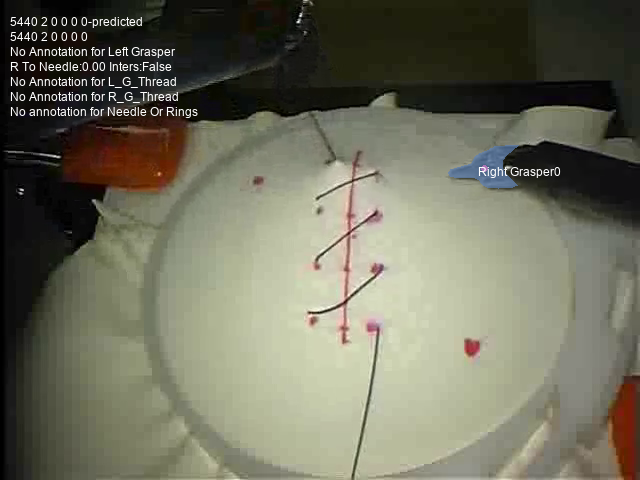 5440 2 0 0 0 0-predicted
5440 2 0 0 0 0
No Annotation for Left Grasper
R To Needle:0.00 Inters:False
No Annotation for L_G_Thread
No Annotation for R_G_Thread
No annotation for Needle Or Rings
Right Grasper0